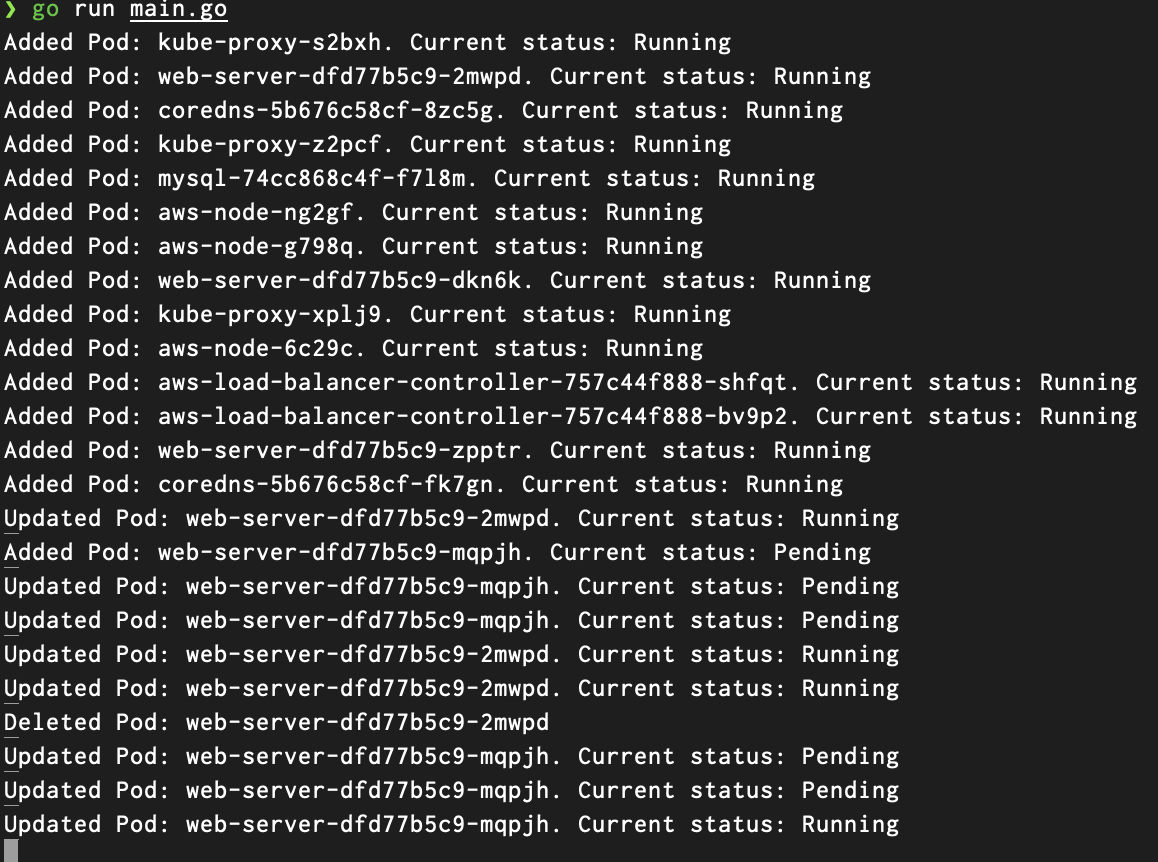 ❯ go run main.go
Added Pod: kube-proxy-s2bxh. Current status: Running
Added Pod: web-server-dfd77b5c9-2mwpd. Current status: Running
Added Pod: coredns-5b676c58cf-8zc5g. Current status: Running
Added Pod: kube-proxy-z2pcf. Current status: Running
Added Pod: mysql-74cc868c4f-f7l8m. Current status: Running
Added Pod: aws-node-ng2gf. Current status: Running
Added Pod: aws-node-g798q. Current status: Running
Added Pod: web-server-dfd77b5c9-dkn6k. Current status: Running
Added Pod: kube-proxy-xplj9. Current status: Running
Added Pod: aws-node-6c29c. Current status: Running
Added Pod: aws-load-balancer-controller-757c44f888-shfqt. Current status: Running
Added Pod: aws-load-balancer-controller-757c44f888-bv9p2. Current status: Running
Added Pod: web-server-dfd77b5c9-zpptr. Current status: Running
Added Pod: coredns-5b676c58cf-fk7gn. Current status: Running
Updated Pod: web-server-dfd77b5c9-2mwpd. Current status: Running
Added Pod: web-server-dfd77b5c9-mqpjh. Current status: Pending
Updated Pod: web-server-dfd77b5c9-mqpjh. Current status: Pending
Updated Pod: web-server-dfd77b5c9-mqpjh. Current status: Pending
Updated Pod: web-server-dfd77b5c9-2mwpd. Current status: Running
Updated Pod: web-server-dfd77b5c9-2mwpd. Current status: Running
Deleted Pod: web-server-dfd77b5c9-2mwpd
Updated Pod: web-server-dfd77b5c9-mqpjh. Current status: Pending
Updated Pod: web-server-dfd77b5c9-mqpjh. Current status: Pending
Updated Pod: web-server-dfd77b5c9-mqpjh. Current status: Running